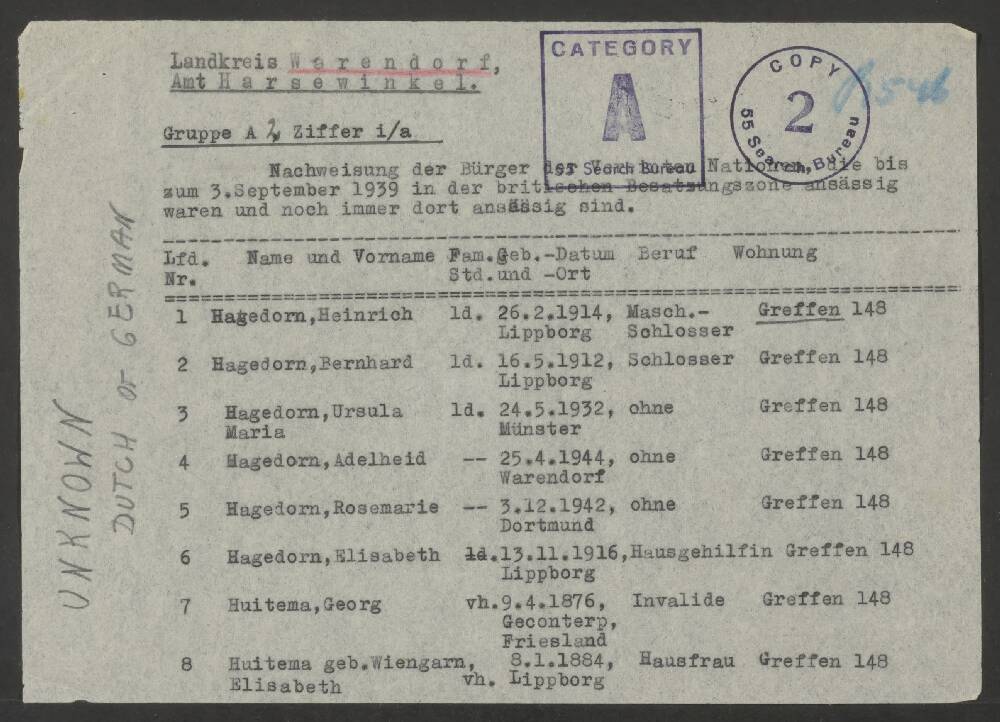 Landkreis W a r e n d o r f,
Amt H a r s e w i n k e l.
CATEGORY
A
55 Search Bureau
COPY
2
55 Search Bureau
Gruppe A 2, Ziffer i/a
Nachweisung der Bürger der Vereinten Nationen, die bis
zum 3.September 1939 in der britischen Besatzungszone ansässig
waren und noch immer dort ansässig sind.
Lfd. Name und Vorname Fam. Geb.-Datum Beruf Wohnung
Nr. Std. und -Ort
1 Hagedorn,Heinrich ld. 26.2.1914, Masch.- Greffen 148
Lippborg Schlosser
2 Hagedorn,Bernhard ld. 16.5.1912, Schlosser Greffen 148
Lippborg
3 Hagedorn,Ursula ld. 24.5.1932, ohne Greffen 148
Maria Münster
4 Hagedorn,Adelheid -- 25.4.1944, ohne Greffen 148
Warendorf
5 Hagedorn,Rosemarie -- 3.12.1942, ohne Greffen 148
Dortmund
6 Hagedorn,Elisabeth ld.13.11.1916,Hausgehilfin Greffen 148
Lippborg
7 Huitema,Georg vh.9.4.1876, Invalide Greffen 148
Geconterp,
Friesland
8 Huitema geb.Wiengarn, 8.1.1884, Hausfrau Greffen 148
Elisabeth vh. Lippborg
UNKNOWN
DUTCH or GERMAN